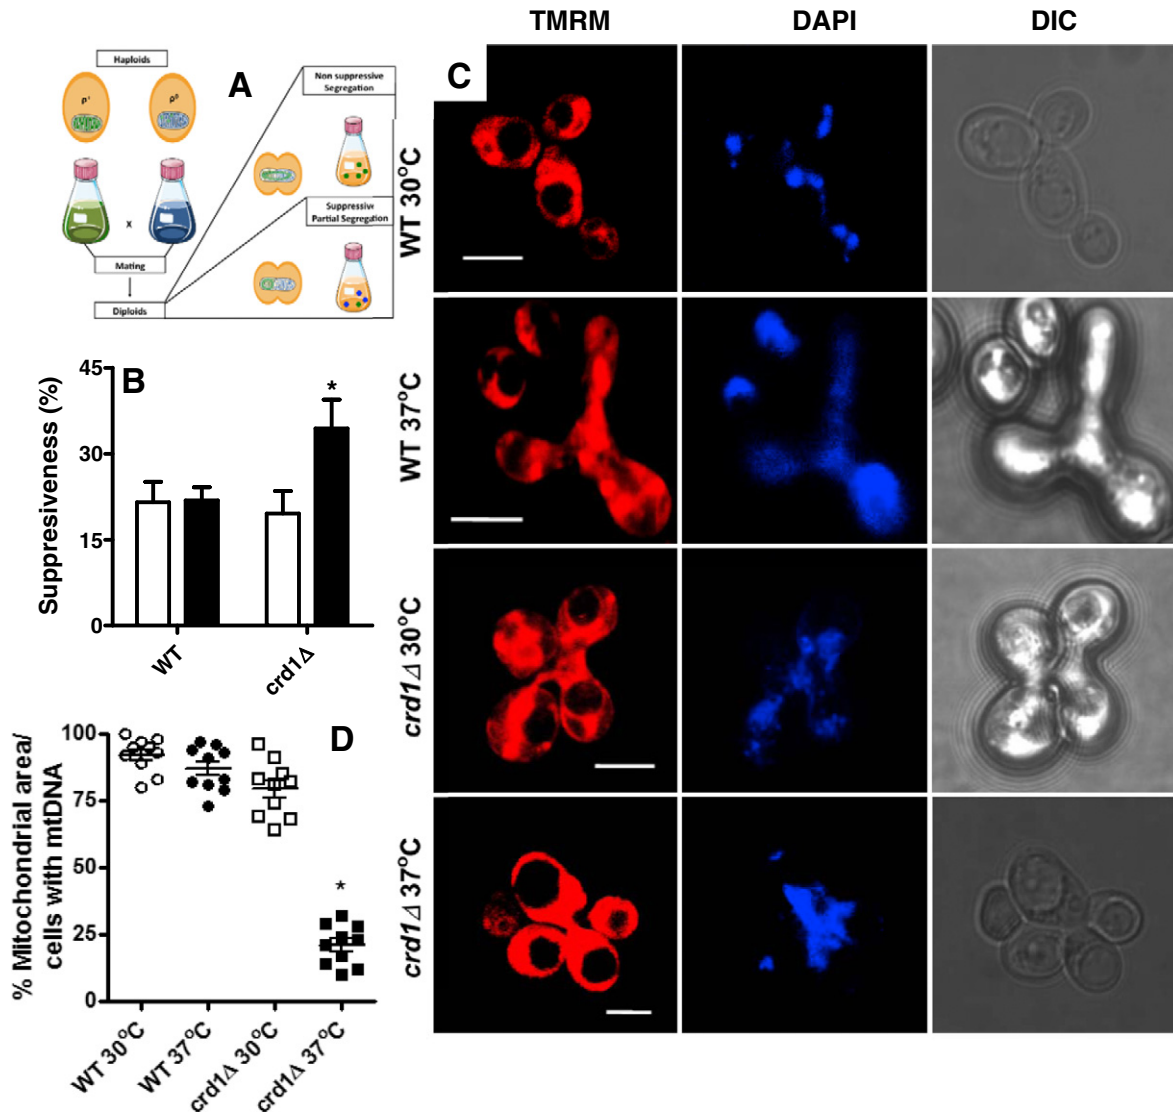 TMRM DAPI DIC
Haploids
A
ρ⁺ ρ⁰
Non suppressive
Segregation
x
Suppressive
Partial Segregation
Mating
Diploids
B
Suppresiveness (%)
45
30
15
0
*
WT crd1Δ
C
WT 30°C
WT 37°C
crd1Δ 30°C
crd1Δ 37°C
D
% Mitochondrial area/
cells with mtDNA
100
75
50
25
0
*
WT 30°C WT 37°C crd1Δ 30°C crd1Δ 37°C